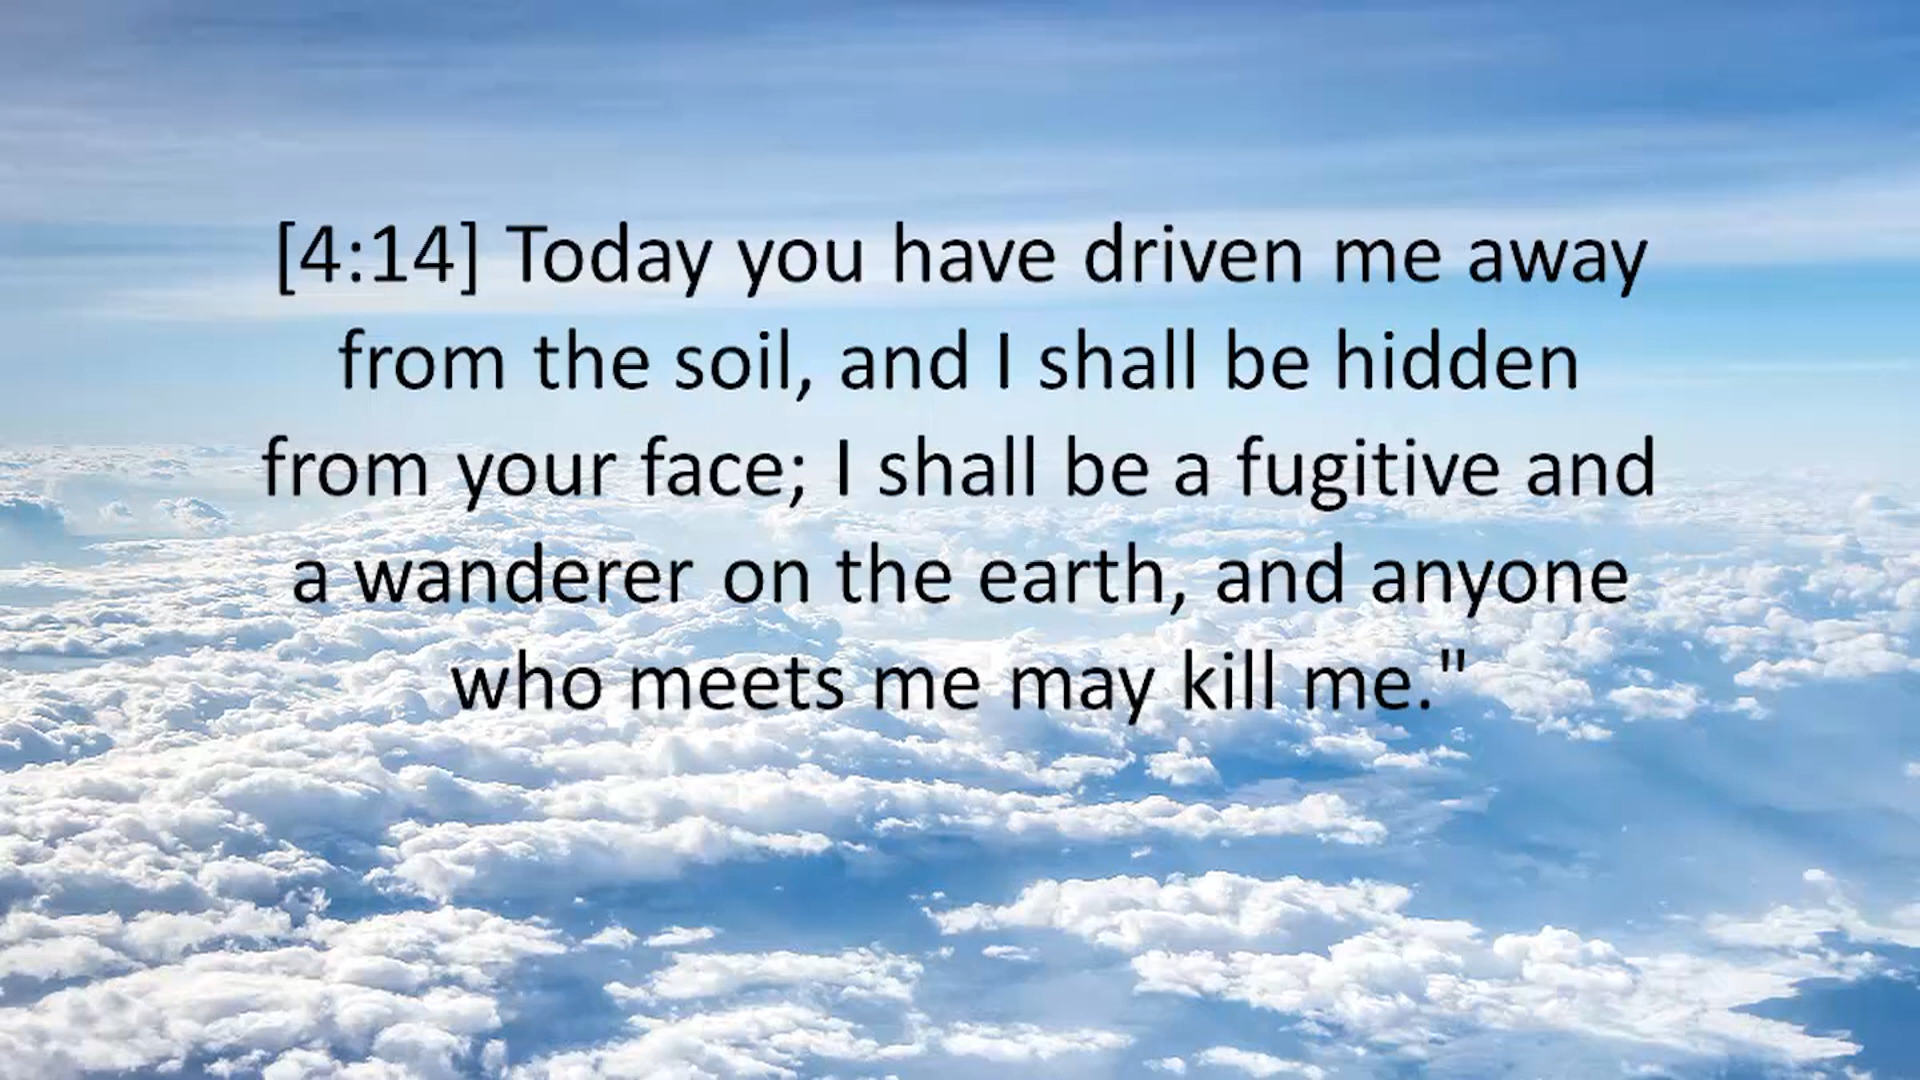 [4:14] Today you have driven me away
from the soil, and I shall be hidden
from your face; I shall be a fugitive and
a wanderer on the earth, and anyone
who meets me may kill me."